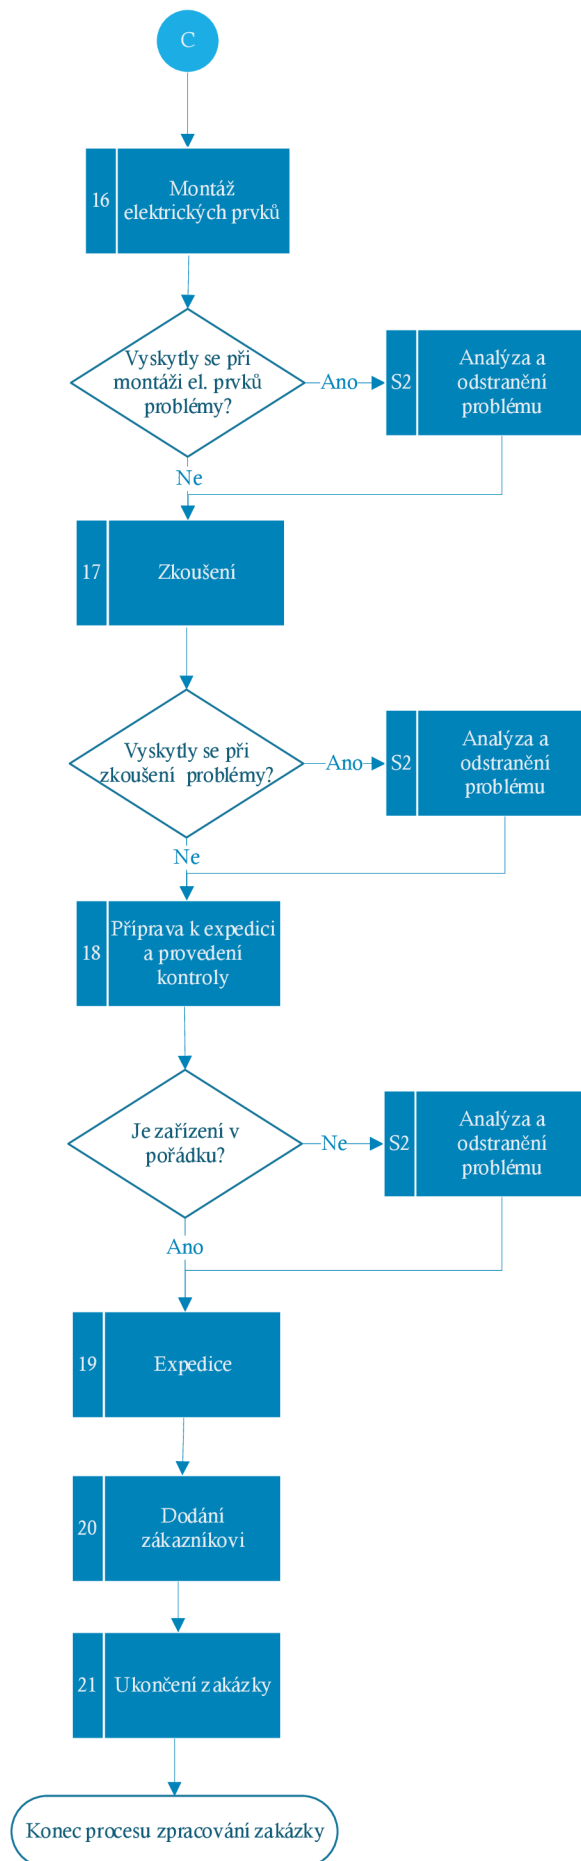 C
16
Montáž
elektrických prvků
Vyskytly se při
montáži el. prvků
problémy?
Ano
S2
Analýza a
odstranění
problému
Ne
17
Zkoušení
Vyskytly se při
zkoušení problémy?
Ano
S2
Analýza a
odstranění
problému
Ne
18
Příprava k expedici
a provedení
kontroly
Je zařízení v
pořádku?
Ne
S2
Analýza a
odstranění
problému
Ano
19
Expedice
20
Dodání
zákazníkovi
21
Ukončení zakázky
Konec procesu zpracování zakázky